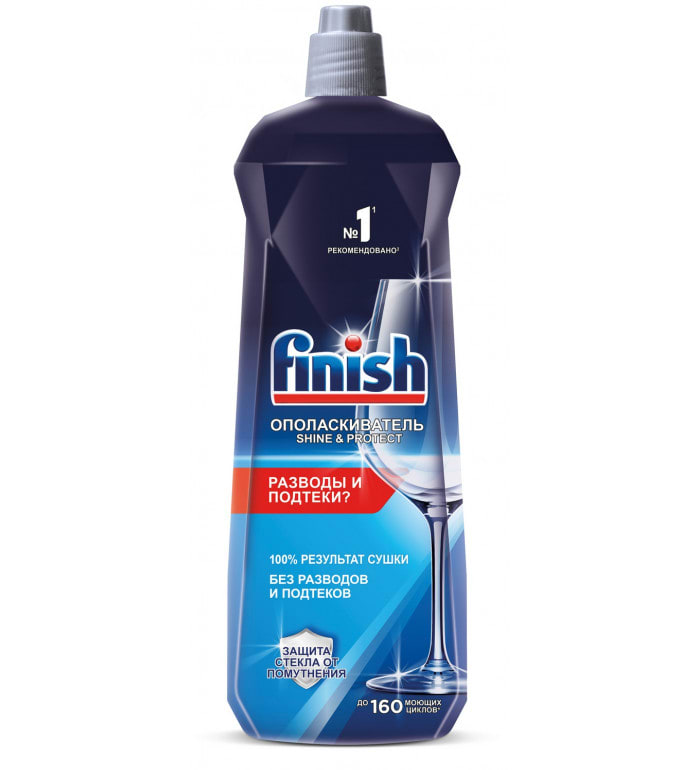 №1¹
РЕКОМЕНДОВАНО²
finish
ОПОЛАСКИВАТЕЛЬ
SHINE & PROTECT
РАЗВОДЫ И
ПОДТЕКИ?
100% РЕЗУЛЬТАТ СУШКИ
БЕЗ РАЗВОДОВ
И ПОДТЕКОВ
ЗАЩИТА
СТЕКЛА ОТ
ПОМУТНЕНИЯ
ДО 160 МОЮЩИХ
ЦИКЛОВ*